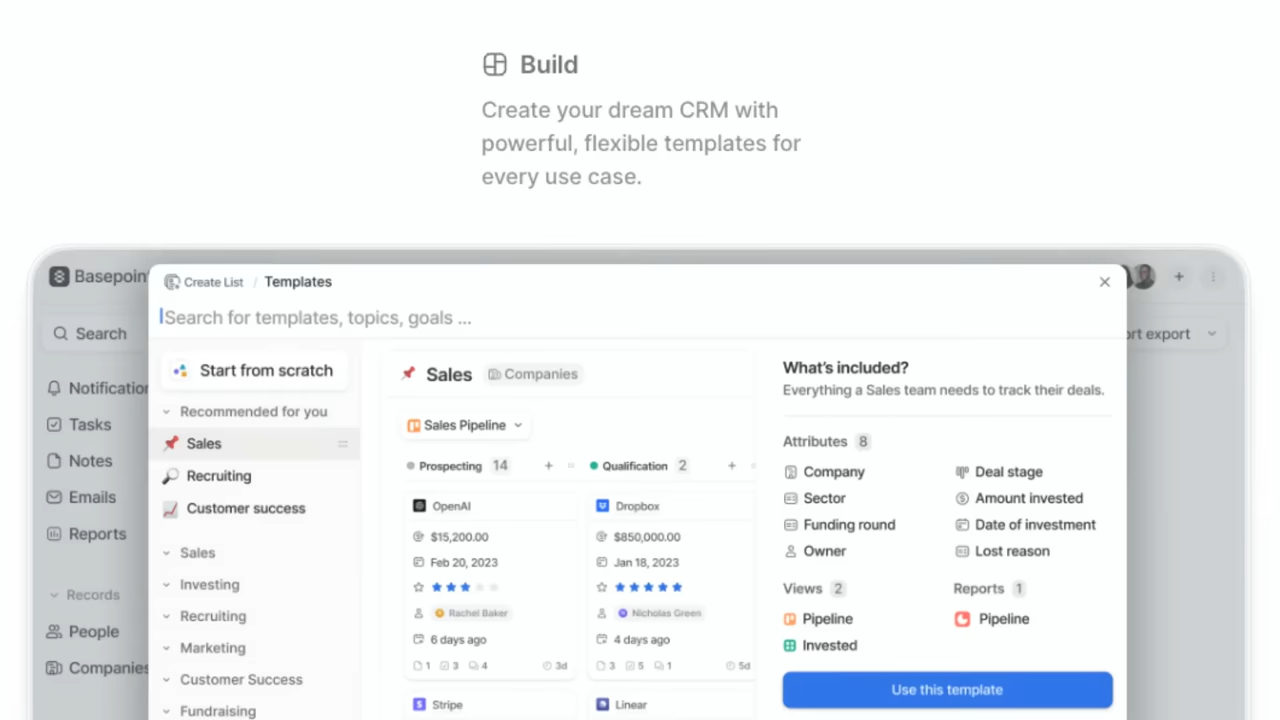 Build
Create your dream CRM with
powerful, flexible templates for
every use case.
Basepoin
Search
Notification
Tasks
Notes
Emails
Reports
Records
People
Companies
Create List / Templates
Search for templates, topics, goals ...
Start from scratch
Recommended for you
Sales
Recruiting
Customer success
Sales
Investing
Recruiting
Marketing
Customer Success
Fundraising
Sales Companies
Sales Pipeline
Prospecting 14
OpenAI
$15,200.00
Feb 20, 2023
Rachel Baker
6 days ago
1 3 4 3d
Stripe
Qualification 2
Dropbox
$850,000.00
Jan 18, 2023
Nicholas Green
4 days ago
3 5 1 5d
Linear
What's included?
Everything a Sales team needs to track their deals.
Attributes 8
Company
Sector
Funding round
Owner
Deal stage
Amount invested
Date of investment
Lost reason
Views 2
Pipeline
Invested
Reports 1
Pipeline
Use this template
ort export